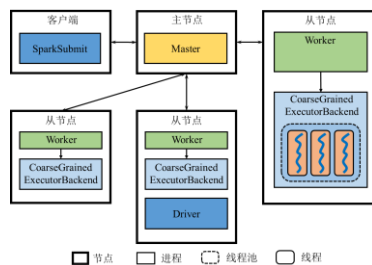 客户端
SparkSubmit
主节点
Master
从节点
Worker
CoarseGrained
ExecutorBackend
从节点
Worker
CoarseGrained
ExecutorBackend
从节点
Worker
CoarseGrained
ExecutorBackend
Driver
节点 进程 线程池 线程